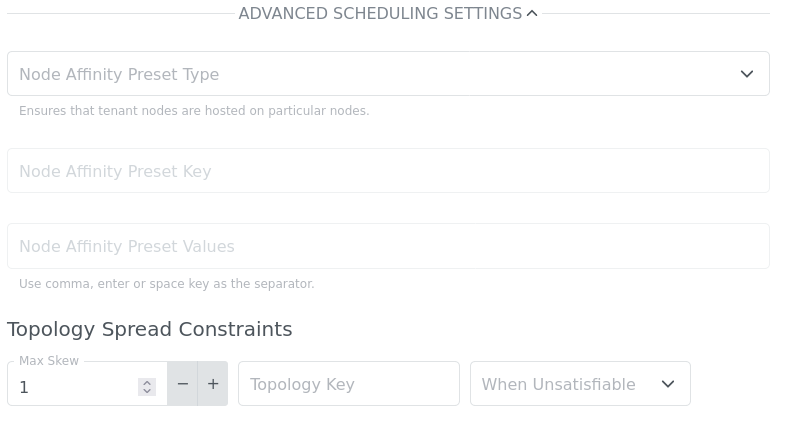 ADVANCED SCHEDULING SETTINGS
Node Affinity Preset Type
Ensures that tenant nodes are hosted on particular nodes.
Node Affinity Preset Key
Node Affinity Preset Values
Use comma, enter or space key as the separator.
Topology Spread Constraints
Max Skew
1 − + Topology Key When Unsatisfiable